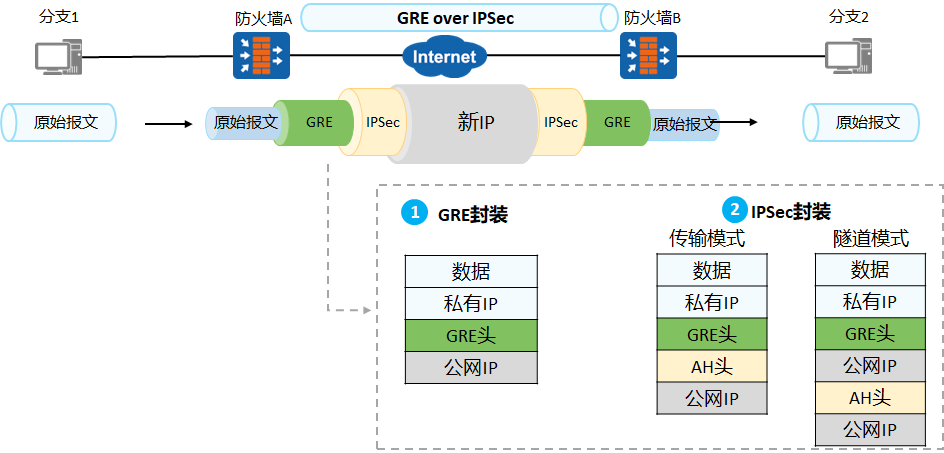 分支1
防火墙A
GRE over IPSec
防火墙B
分支2
Internet
原始报文
原始报文
GRE
IPSec
新IP
IPSec
GRE
原始报文
原始报文
1 GRE封装
2 IPSec封装
传输模式
隧道模式
数据
私有IP
GRE头
公网IP
数据
私有IP
GRE头
AH头
公网IP
数据
私有IP
GRE头
公网IP
AH头
公网IP